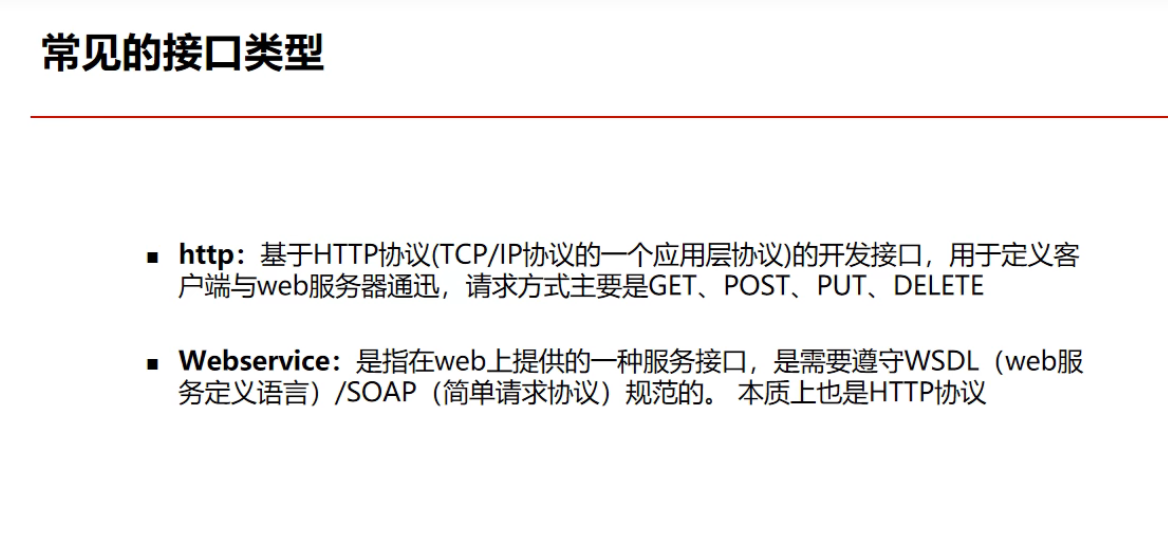 常见的接口类型
▪ http：基于HTTP协议(TCP/IP协议的一个应用层协议)的开发接口，用于定义客
户端与web服务器通迅，请求方式主要是GET、POST、PUT、DELETE
▪ Webservice：是指在web上提供的一种服务接口，是需要遵守WSDL（web服
务定义语言）/SOAP（简单请求协议）规范的。 本质上也是HTTP协议